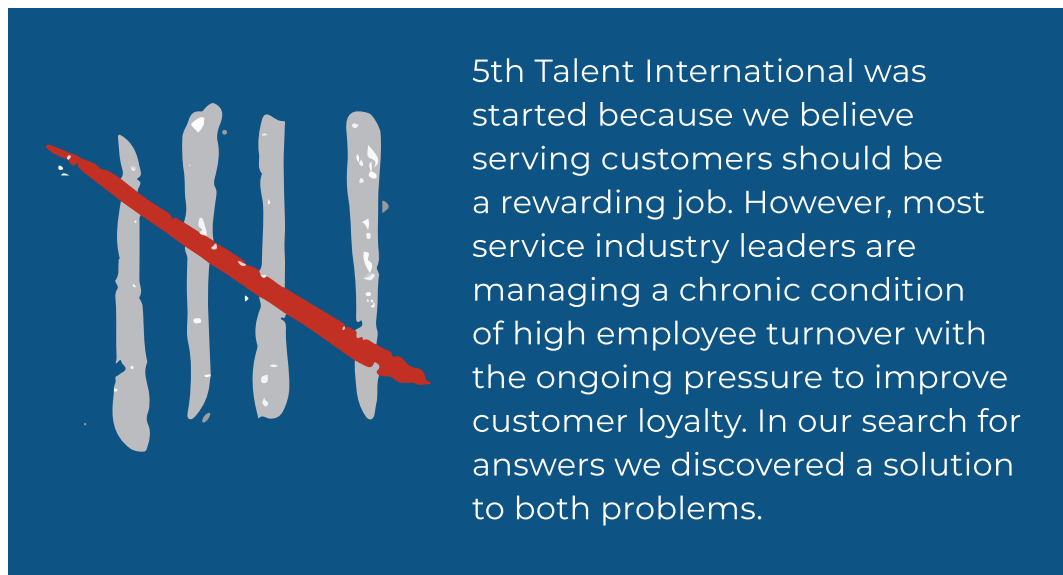 5th Talent International was
started because we believe
serving customers should be
a rewarding job. However, most
service industry leaders are
managing a chronic condition
of high employee turnover with
the ongoing pressure to improve
customer loyalty. In our search for
answers we discovered a solution
to both problems.